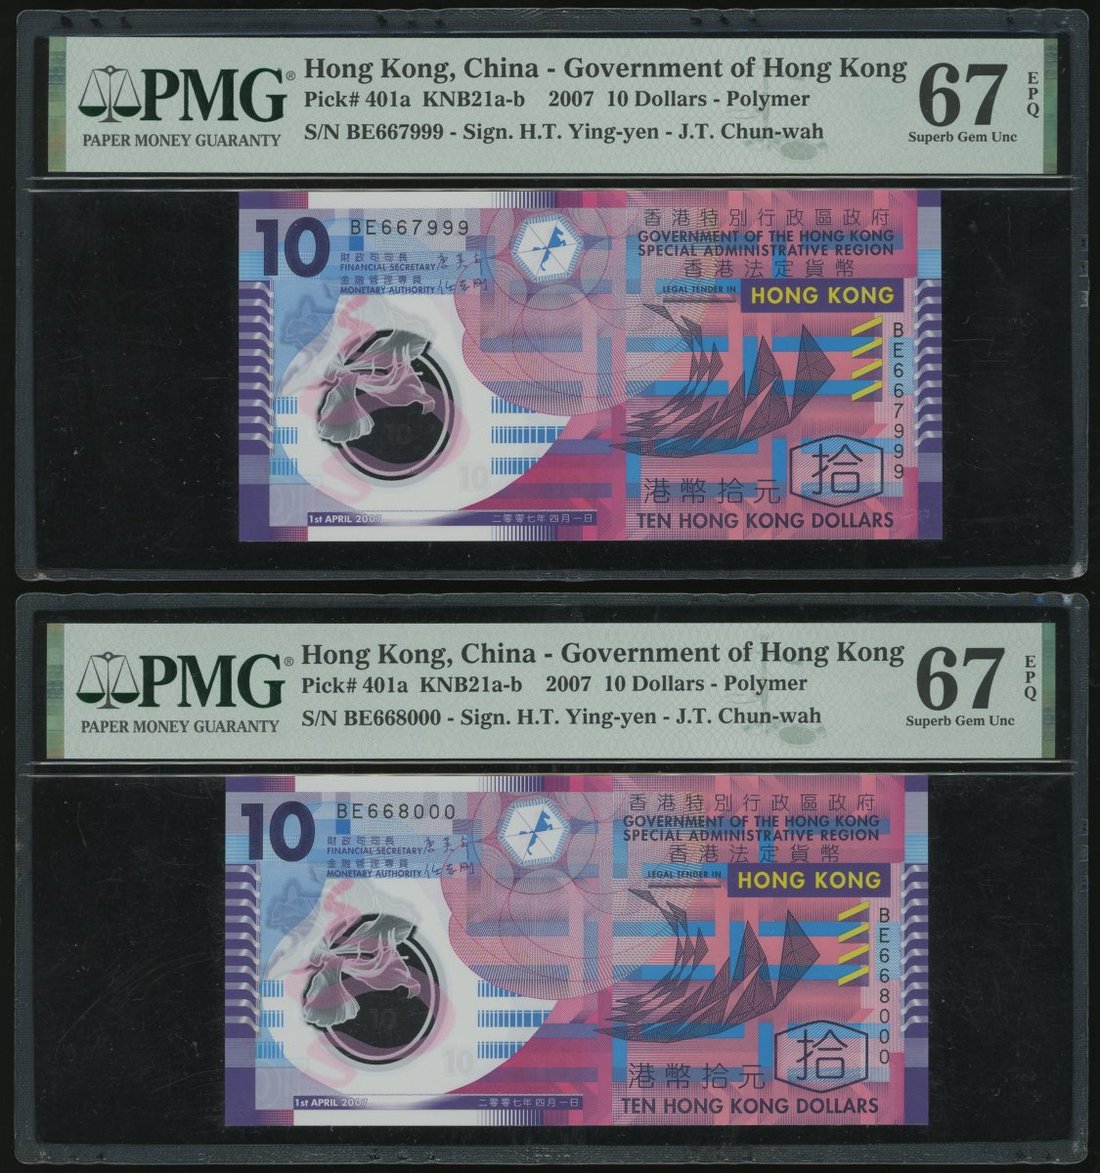 PMG®
PAPER MONEY GUARANTY
Hong Kong, China - Government of Hong Kong
Pick# 401a KNB21a-b 2007 10 Dollars - Polymer
S/N BE667999 - Sign. H.T. Ying-yen - J.T. Chun-wah
67
EPQ
Superb Gem Unc
10
BE667999
財政司司長
FINANCIAL SECRETARY
金融管理專員
MONETARY AUTHORITY
香港特別行政區政府
GOVERNMENT OF THE HONG KONG
SPECIAL ADMINISTRATIVE REGION
香港法定貨幣
LEGAL TENDER IN
HONG KONG
BE667999
10
10
拾
港幣拾元
TEN HONG KONG DOLLARS
1st APRIL 2007
二零零七年四月一日
PMG®
PAPER MONEY GUARANTY
Hong Kong, China - Government of Hong Kong
Pick# 401a KNB21a-b 2007 10 Dollars - Polymer
S/N BE668000 - Sign. H.T. Ying-yen - J.T. Chun-wah
67
EPQ
Superb Gem Unc
10
BE668000
財政司司長
FINANCIAL SECRETARY
金融管理專員
MONETARY AUTHORITY
香港特別行政區政府
GOVERNMENT OF THE HONG KONG
SPECIAL ADMINISTRATIVE REGION
香港法定貨幣
LEGAL TENDER IN
HONG KONG
BE668000
10
10
拾
港幣拾元
TEN HONG KONG DOLLARS
1st APRIL 2007
二零零七年四月一日